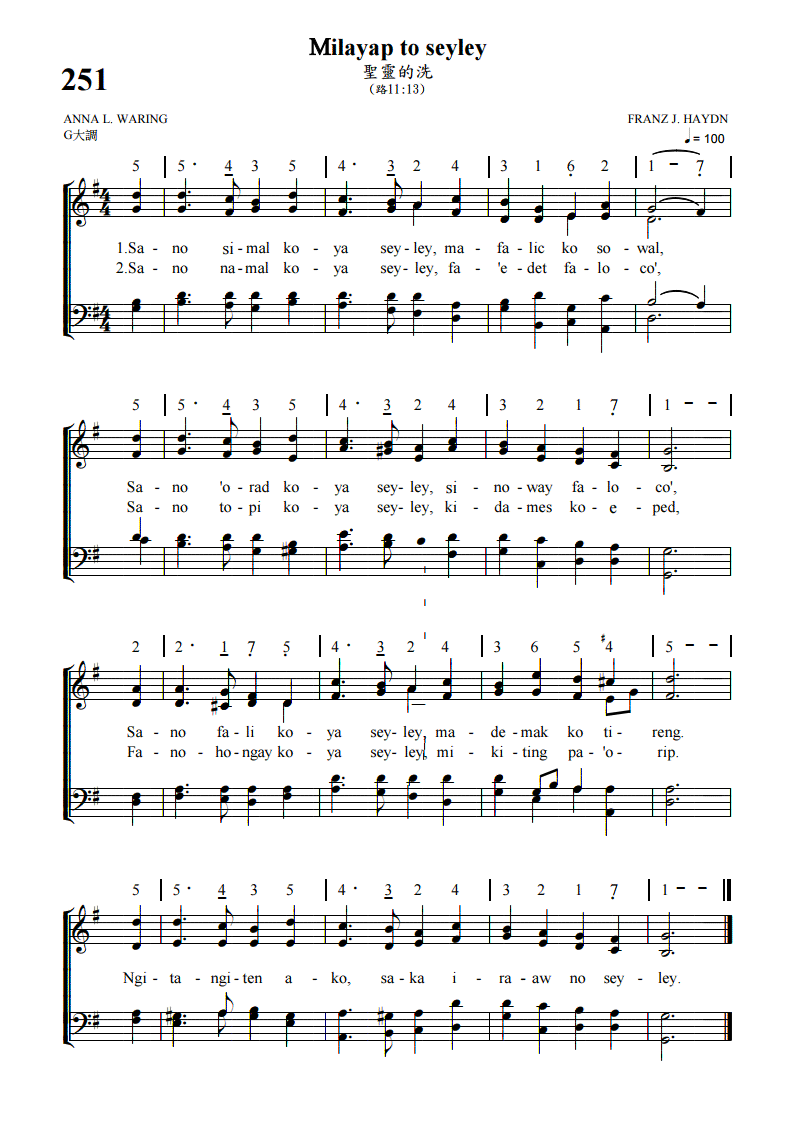 Milayap to seyley
251
聖靈的洗
(路11:13)
ANNA L. WARING
FRANZ J. HAYDN
G大調
♩ = 100
5 | 5 · 4 3 5 | 4 · 3 2 4 | 3 1 6 2 | 1 – 7 |
4 4
1.Sa - no si-mal ko - ya sey-ley, ma - fa-lic ko so-wal,
2.Sa - no na-mal ko - ya sey-ley, fa - 'e-det fa-lo - co',
4 4
5 | 5 · 4 3 5 | 4 · 3 2 4 | 3 2 1 7 | 1 – – |
Sa - no 'o-rad ko - ya sey-ley, si - no-way fa-lo - co',
Sa - no to-pi ko - ya sey-ley, ki - da-mes ko-e - ped,
2 | 2 · 1 7 5 | 4 · 3 2 4 | 3 6 5 #4 | 5 – – |
Sa - no fa-li ko - ya sey-ley, ma - de-mak ko ti - reng.
Fa - no-ho-ngay ko - ya sey-ley, mi - ki-ting pa-'o - rip.
5 | 5 · 4 3 5 | 4 · 3 2 4 | 3 2 1 7 | 1 – – ||
Ngi - ta - ngi-ten a - ko, sa-ka i - ra-aw no sey - ley.